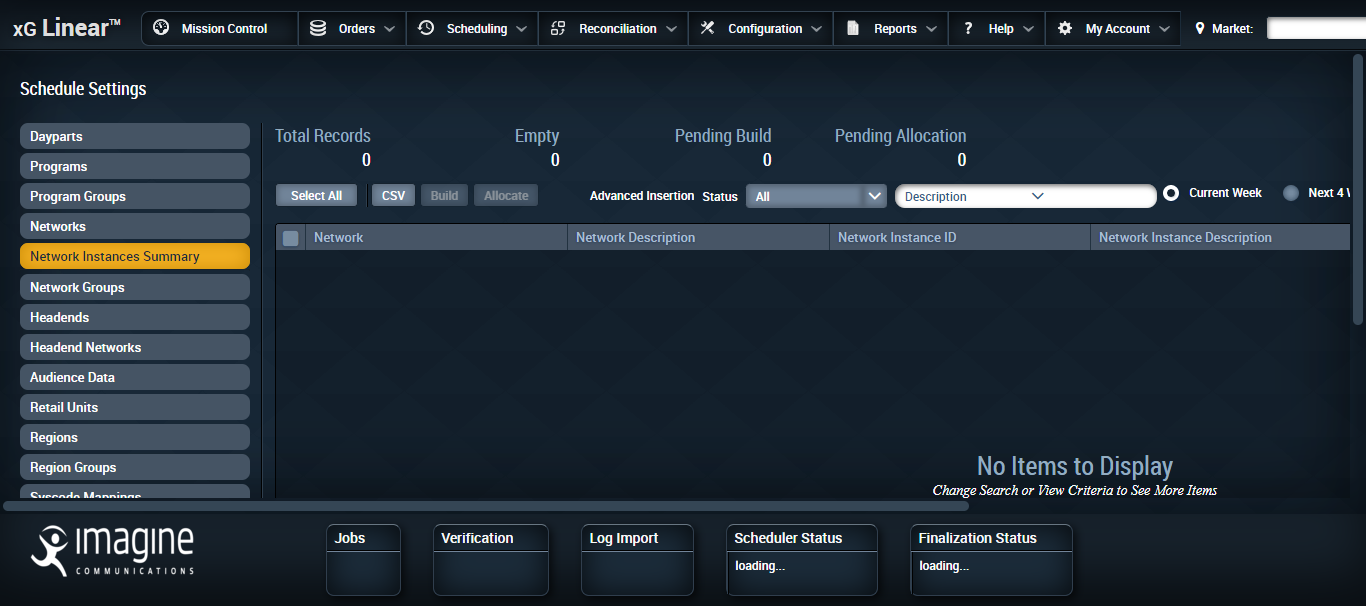 xG Linear™ Mission Control Orders Scheduling Reconciliation Configuration Reports ? Help My Account Market:
Schedule Settings
Dayparts
Programs
Program Groups
Networks
Network Instances Summary
Network Groups
Headends
Headend Networks
Audience Data
Retail Units
Regions
Region Groups
Syscode Mappings
Total Records Empty Pending Build Pending Allocation
0 0 0 0
Select All CSV Build Allocate Advanced Insertion Status All Description Current Week Next 4
Network Network Description Network Instance ID Network Instance Description
No Items to Display
Change Search or View Criteria to See More Items
imagine
COMMUNICATIONS
Jobs Verification Log Import Scheduler Status Finalization Status
loading... loading...